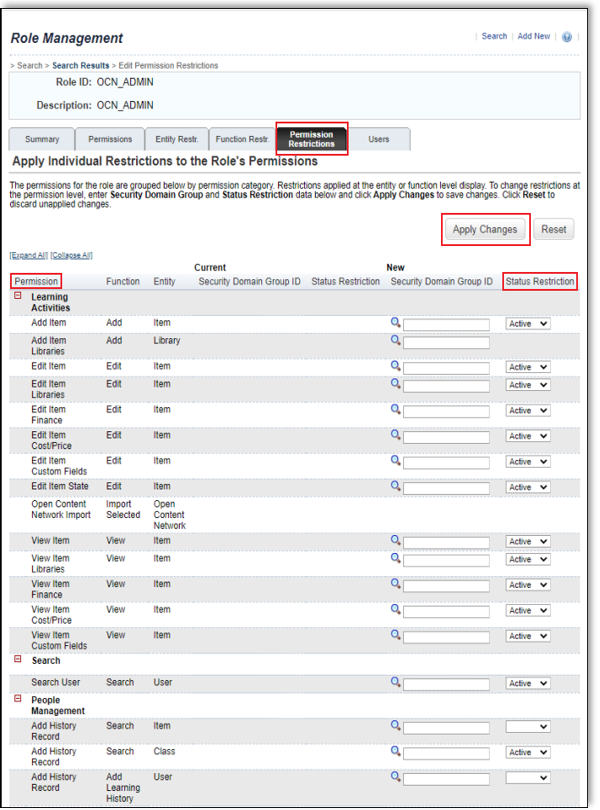 Role Management
Search | Add New |
> Search > Search Results > Edit Permission Restrictions
Role ID: OCN_ADMIN
Description: OCN_ADMIN
Summary Permissions Entity Restr. Function Restr. Permission Restrictions Users
Apply Individual Restrictions to the Role's Permissions
The permissions for the role are grouped below by permission category. Restrictions applied at the entity or function level display. To change restrictions at
the permission level, enter Security Domain Group and Status Restriction data below and click Apply Changes to save changes. Click Reset to
discard unapplied changes.
Apply Changes Reset
[Expand All] [Collapse All]
Current New
Permission Function Entity Security Domain Group ID Status Restriction Security Domain Group ID Status Restriction
Learning
Activities
Add Item Add Item Active
Add Item Add Library
Libraries
Edit Item Edit Item Active
Edit Item Edit Item Active
Libraries
Edit Item Edit Item Active
Finance
Edit Item Edit Item Active
Cost/Price
Edit Item Edit Item Active
Custom Fields
Edit Item State Edit Item Active
Open Content Import Open
Network Import Selected Content
Network
View Item View Item Active
View Item View Item Active
Libraries
View Item View Item Active
Finance
View Item View Item Active
Cost/Price
View Item View Item Active
Custom Fields
Search
Search User Search User Active
People
Management
Add History Search Item
Record
Add History Search Class Active
Record
Add History Add User
Record Learning
History